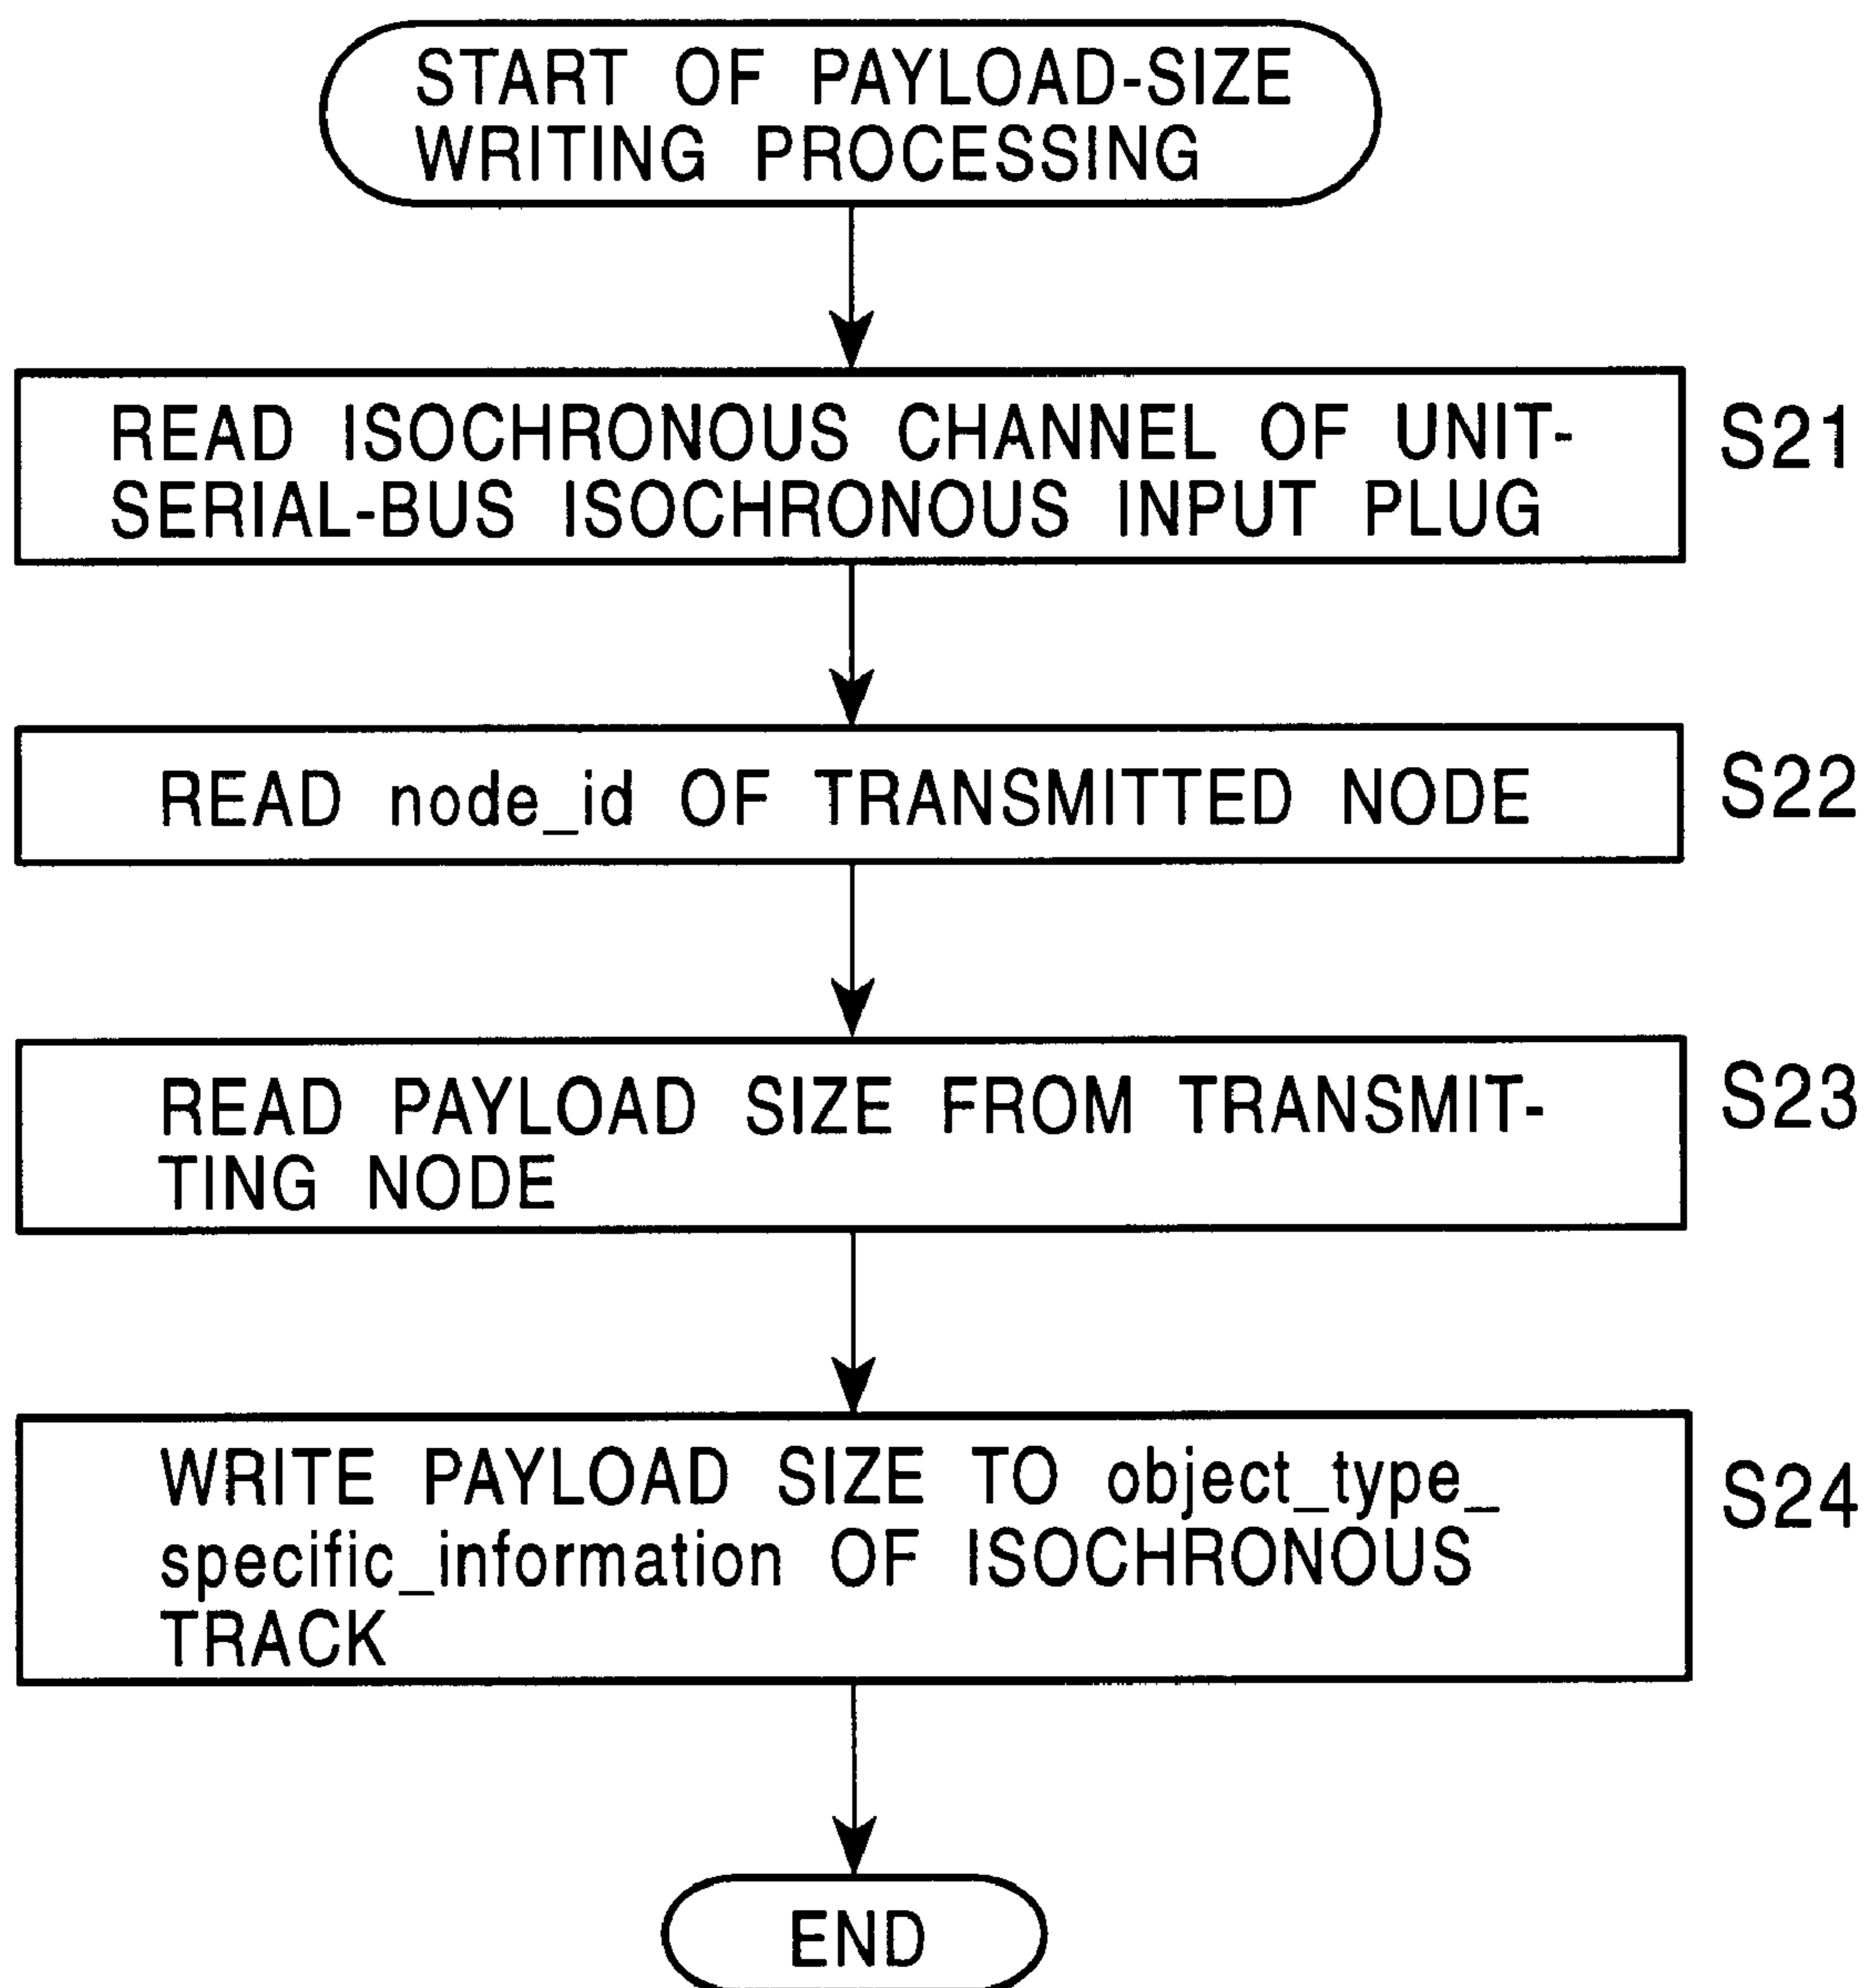 START OF PAYLOAD-SIZE
WRITING PROCESSING
READ ISOCHRONOUS CHANNEL OF UNIT-
SERIAL-BUS ISOCHRONOUS INPUT PLUG
S21
READ node_id OF TRANSMITTED NODE
S22
READ PAYLOAD SIZE FROM TRANSMIT-
TING NODE
S23
WRITE PAYLOAD SIZE TO object_type_
specific_information OF ISOCHRONOUS
TRACK
S24
END